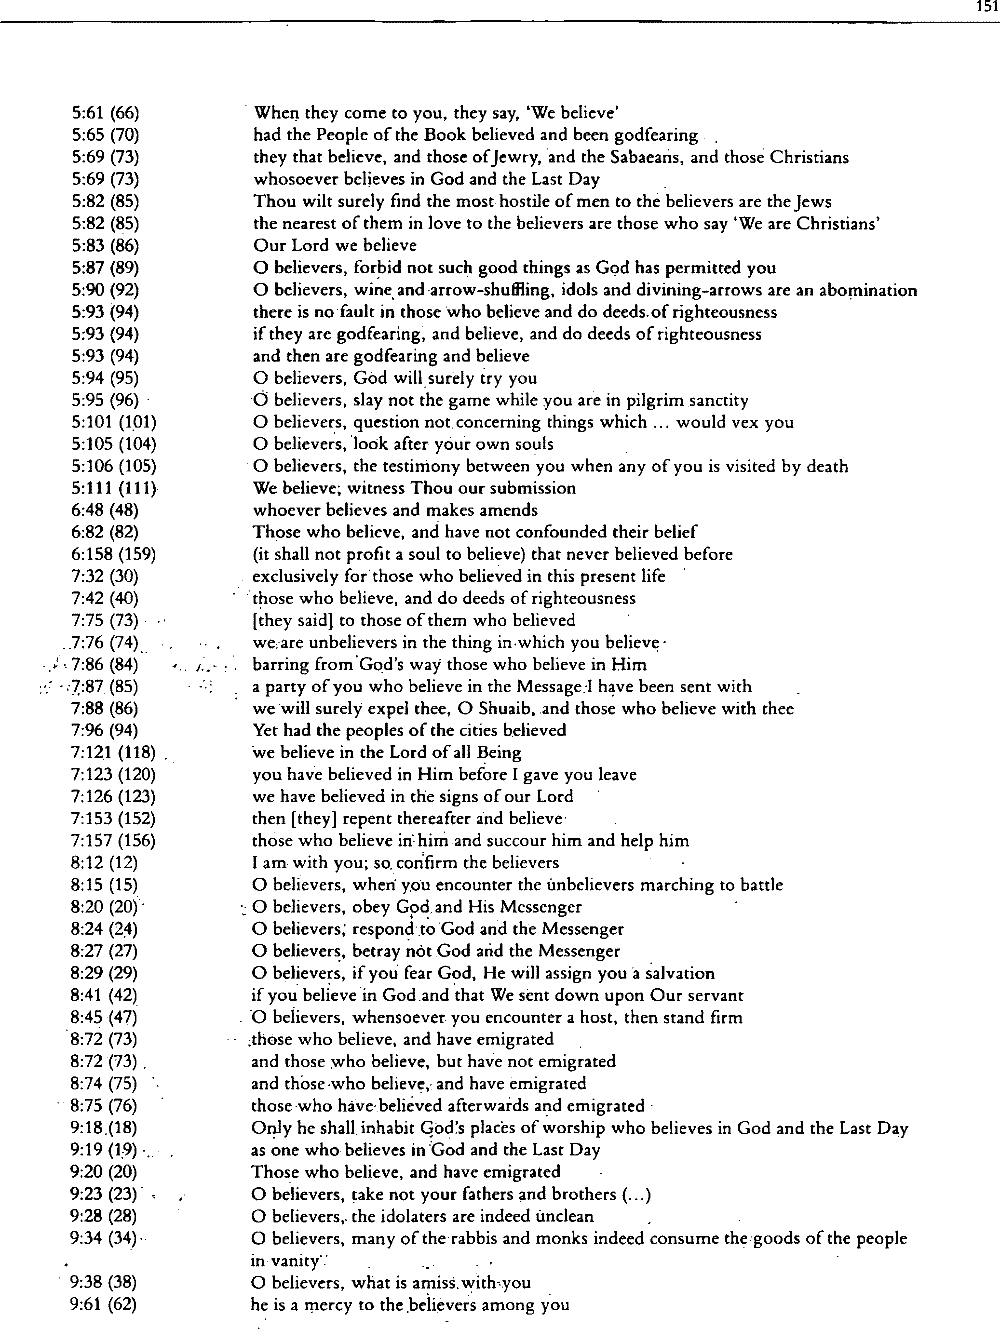 151
5:61 (66) When they come to you, they say, ‘We believe’
5:65 (70) had the People of the Book believed and been godfearing
5:69 (73) they that believe, and those of Jewry, and the Sabaeans, and those Christians
5:69 (73) whosoever believes in God and the Last Day
5:82 (85) Thou wilt surely find the most hostile of men to the believers are the Jews
5:82 (85) the nearest of them in love to the believers are those who say ‘We are Christians’
5:83 (86) Our Lord we believe
5:87 (89) O believers, forbid not such good things as God has permitted you
5:90 (92) O believers, wine and arrow-shuffling, idols and divining-arrows are an abomination
5:93 (94) there is no fault in those who believe and do deeds of righteousness
5:93 (94) if they are godfearing, and believe, and do deeds of righteousness
5:93 (94) and then are godfearing and believe
5:94 (95) O believers, God will surely try you
5:95 (96) O believers, slay not the game while you are in pilgrim sanctity
5:101 (101) O believers, question not concerning things which ... would vex you
5:105 (104) O believers, look after your own souls
5:106 (105) O believers, the testimony between you when any of you is visited by death
5:111 (111) We believe; witness Thou our submission
6:48 (48) whoever believes and makes amends
6:82 (82) Those who believe, and have not confounded their belief
6:158 (159) (it shall not profit a soul to believe) that never believed before
7:32 (30) exclusively for those who believed in this present life
7:42 (40) those who believe, and do deeds of righteousness
7:75 (73) [they said] to those of them who believed
7:76 (74) we are unbelievers in the thing in which you believe
7:86 (84) barring from God's way those who believe in Him
7:87 (85) a party of you who believe in the Message I have been sent with
7:88 (86) we will surely expel thee, O Shuaib, and those who believe with thee
7:96 (94) Yet had the peoples of the cities believed
7:121 (118) we believe in the Lord of all Being
7:123 (120) you have believed in Him before I gave you leave
7:126 (123) we have believed in the signs of our Lord
7:153 (152) then [they] repent thereafter and believe
7:157 (156) those who believe in him and succour him and help him
8:12 (12) I am with you; so confirm the believers
8:15 (15) O believers, when you encounter the unbelievers marching to battle
8:20 (20) O believers, obey God and His Messenger
8:24 (24) O believers, respond to God and the Messenger
8:27 (27) O believers, betray not God and the Messenger
8:29 (29) O believers, if you fear God, He will assign you a salvation
8:41 (42) if you believe in God and that We sent down upon Our servant
8:45 (47) O believers, whensoever you encounter a host, then stand firm
8:72 (73) those who believe, and have emigrated
8:72 (73) and those who believe, but have not emigrated
8:74 (75) and those who believe, and have emigrated
8:75 (76) those who have believed afterwards and emigrated
9:18 (18) Only he shall inhabit God's places of worship who believes in God and the Last Day
9:19 (19) as one who believes in God and the Last Day
9:20 (20) Those who believe, and have emigrated
9:23 (23) O believers, take not your fathers and brothers (...)
9:28 (28) O believers, the idolaters are indeed unclean
9:34 (34) O believers, many of the rabbis and monks indeed consume the goods of the people
in vanity
9:38 (38) O believers, what is amiss with you
9:61 (62) he is a mercy to the believers among you